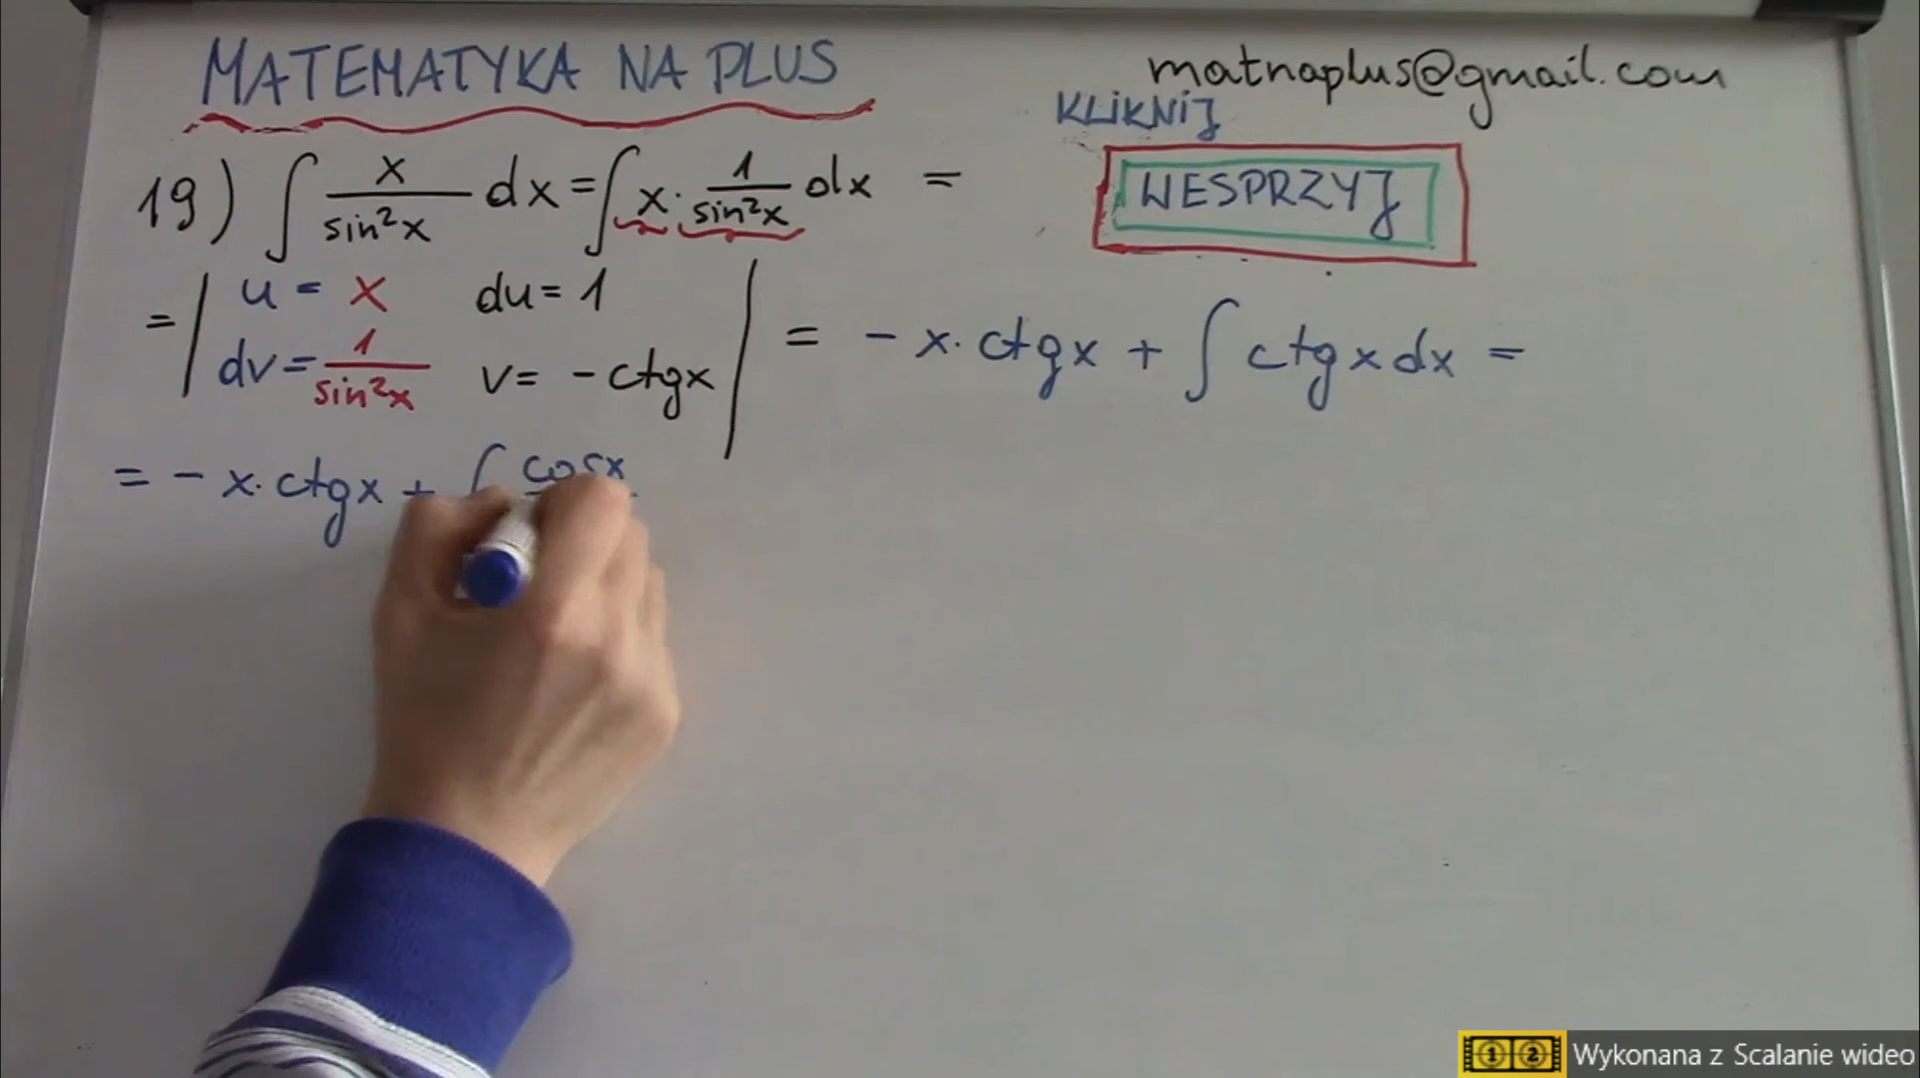 MATEMATYKA NA PLUS
matnaplus@gmail.com
KLIKNIJ
WESPRZYJ
19) ∫ x/sin²x dx = ∫ x · 1/sin²x dx =
= | u = x du = 1
dv = 1/sin²x v = -ctgx | = - x · ctgx + ∫ ctgx dx =
= - x · ctgx + ∫ cosx
Wykonana z Scalanie wideo